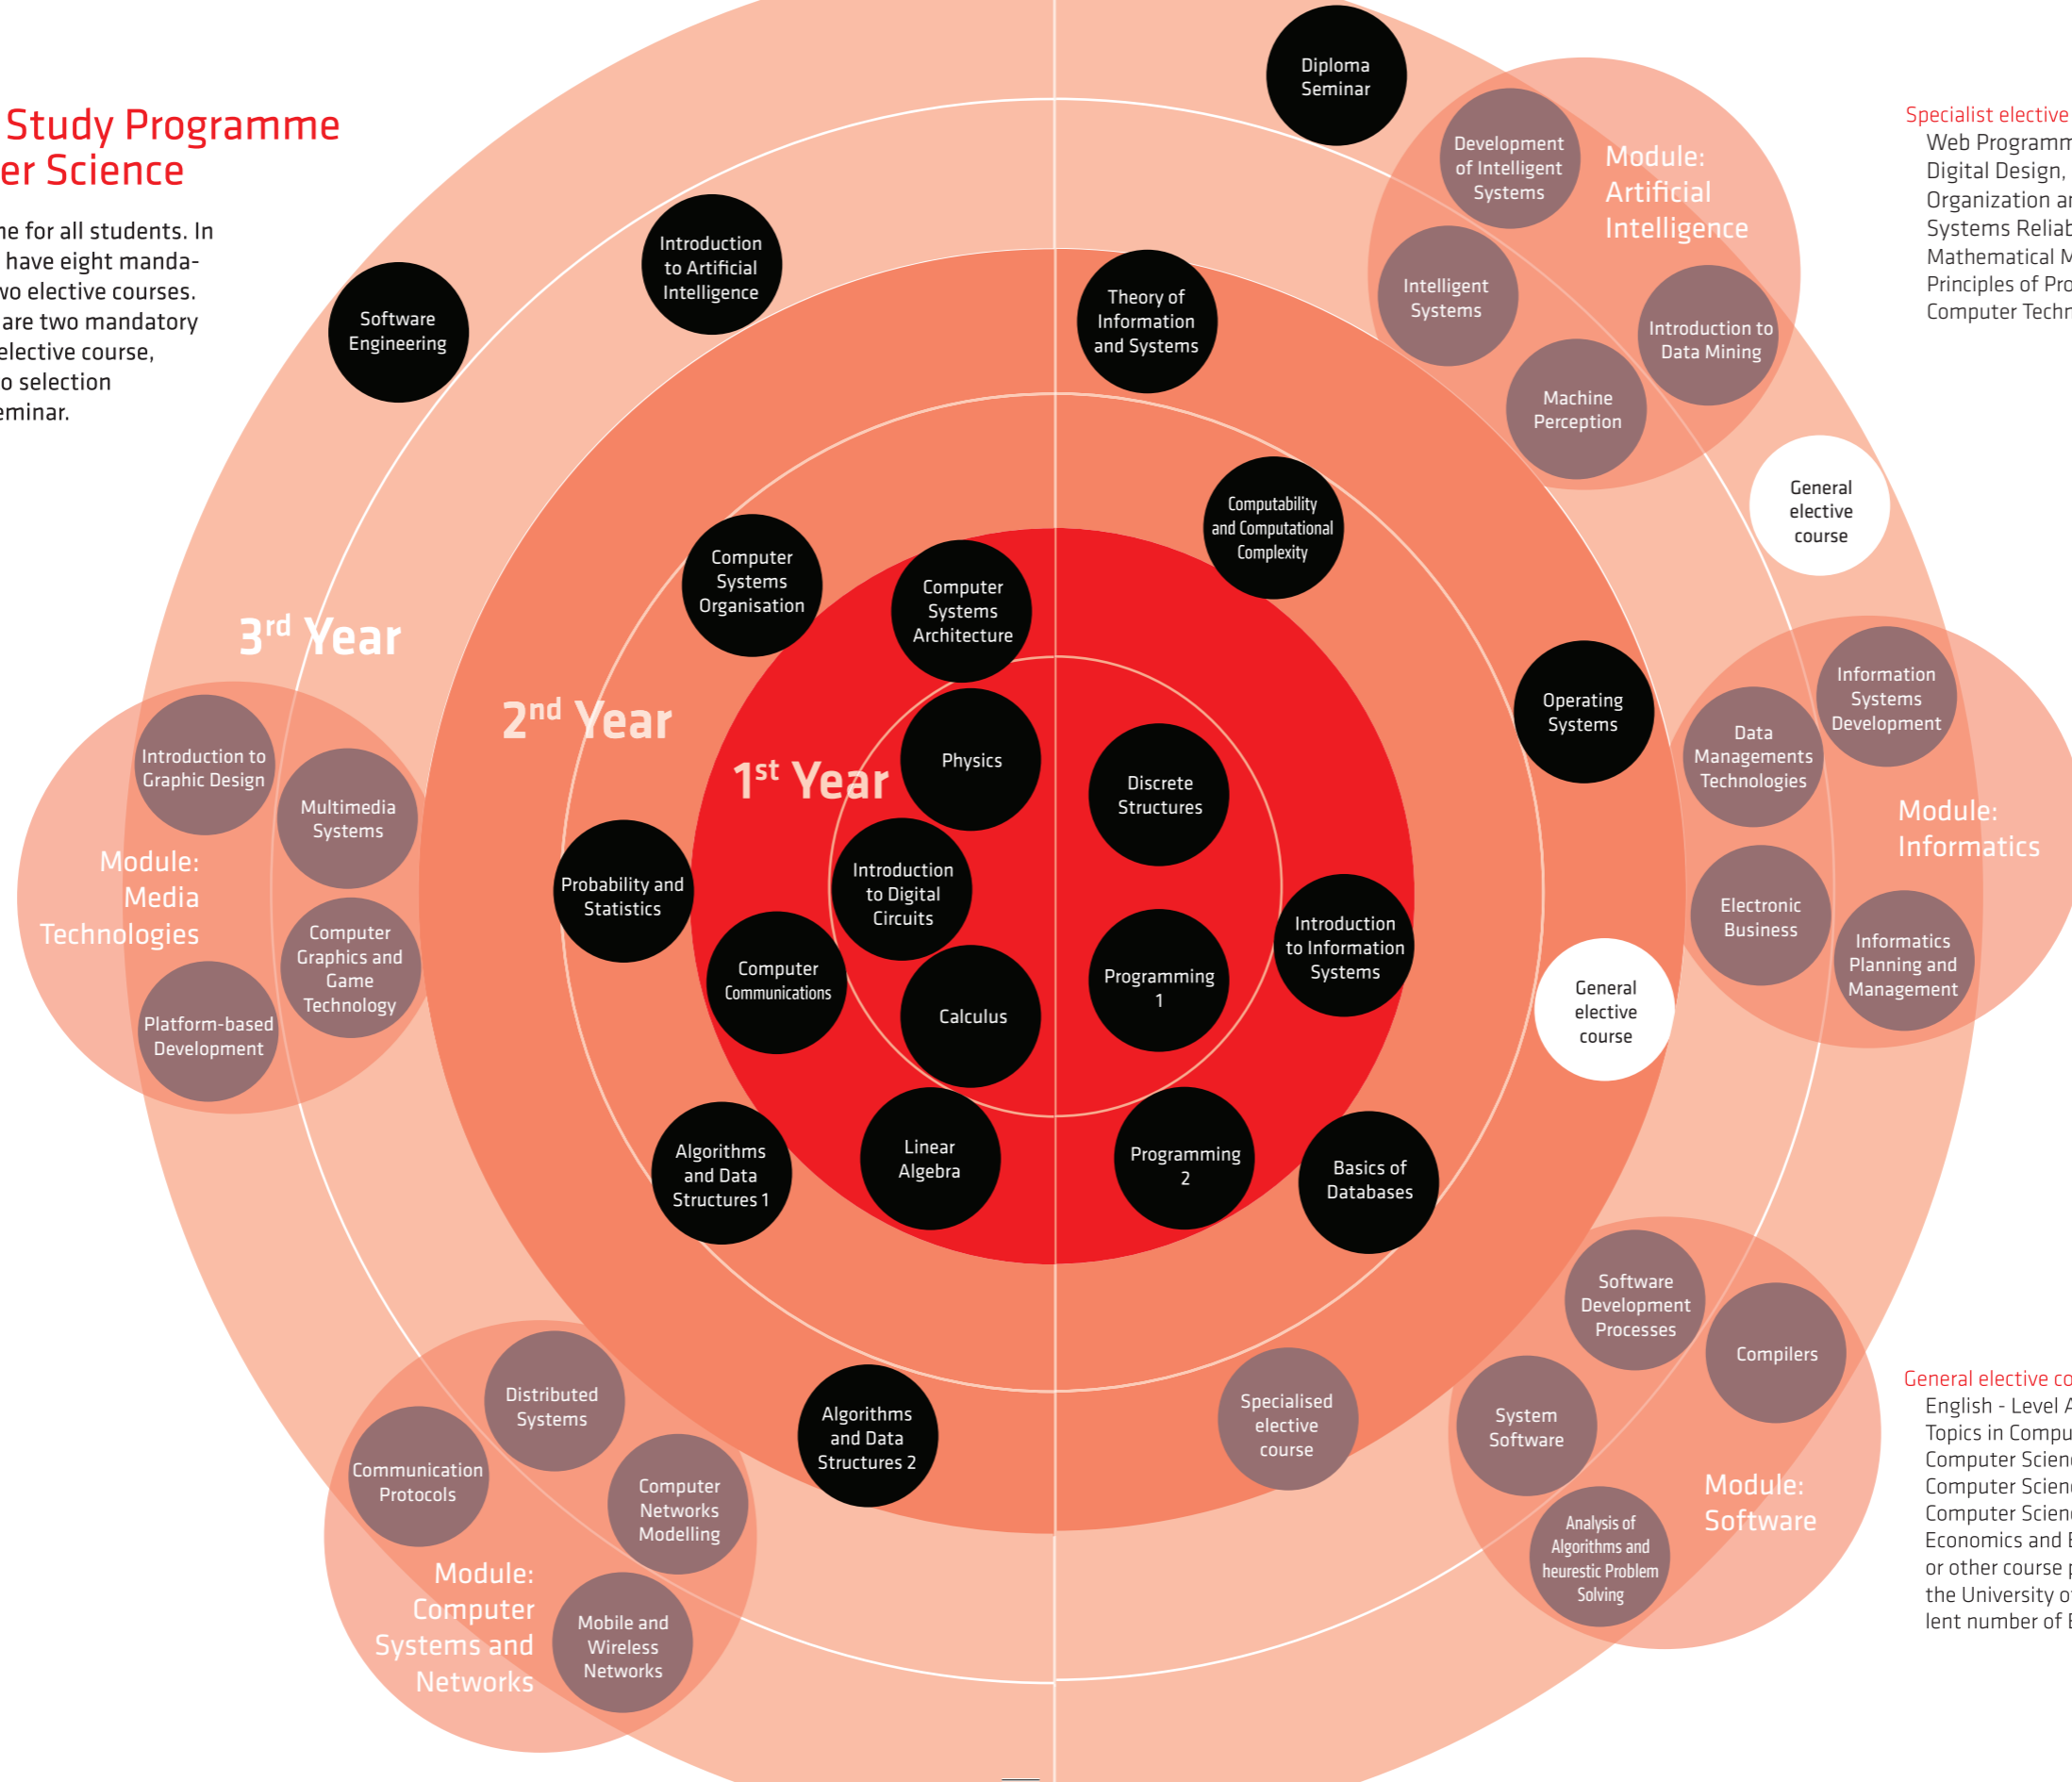 Study Programme
er Science
ne for all students. In
have eight manda-
wo elective courses.
are two mandatory
elective course,
o selection
eminar.
Diploma
Seminar
Development
of Intelligent
Systems
Module:
Artificial
Intelligence
Intelligent
Systems
Introduction to
Data Mining
Machine
Perception
Specialist elective
Web Programm
Digital Design,
Organization an
Systems Reliab
Mathematical M
Principles of Pro
Computer Techn
Introduction
to Artificial
Intelligence
Software
Engineering
Theory of
Information
and Systems
General
elective
course
Computability
and Computational
Complexity
Computer
Systems
Organisation
Computer
Systems
Architecture
3rd Year
2nd Year
1st Year
Physics
Discrete
Structures
Operating
Systems
Information
Systems
Development
Data
Managements
Technologies
Module:
Informatics
Electronic
Business
Informatics
Planning and
Management
Introduction to
Graphic Design
Multimedia
Systems
Module:
Media
Technologies
Computer
Graphics and
Game
Technology
Platform-based
Development
Probability and
Statistics
Introduction
to Digital
Circuits
Computer
Communications
Calculus
Programming
1
Introduction
to Information
Systems
General
elective
course
Algorithms
and Data
Structures 1
Linear
Algebra
Programming
2
Basics of
Databases
Software
Development
Processes
Compilers
System
Software
Module:
Software
Analysis of
Algorithms and
heurestic Problem
Solving
Distributed
Systems
Communication
Protocols
Computer
Networks
Modelling
Module:
Computer
Systems and
Networks
Mobile and
Wireless
Networks
Algorithms
and Data
Structures 2
Specialised
elective
course
General elective co
English - Level A
Topics in Compu
Computer Scienc
Computer Scienc
Computer Scienc
Economics and E
or other course p
the University of
lent number of E